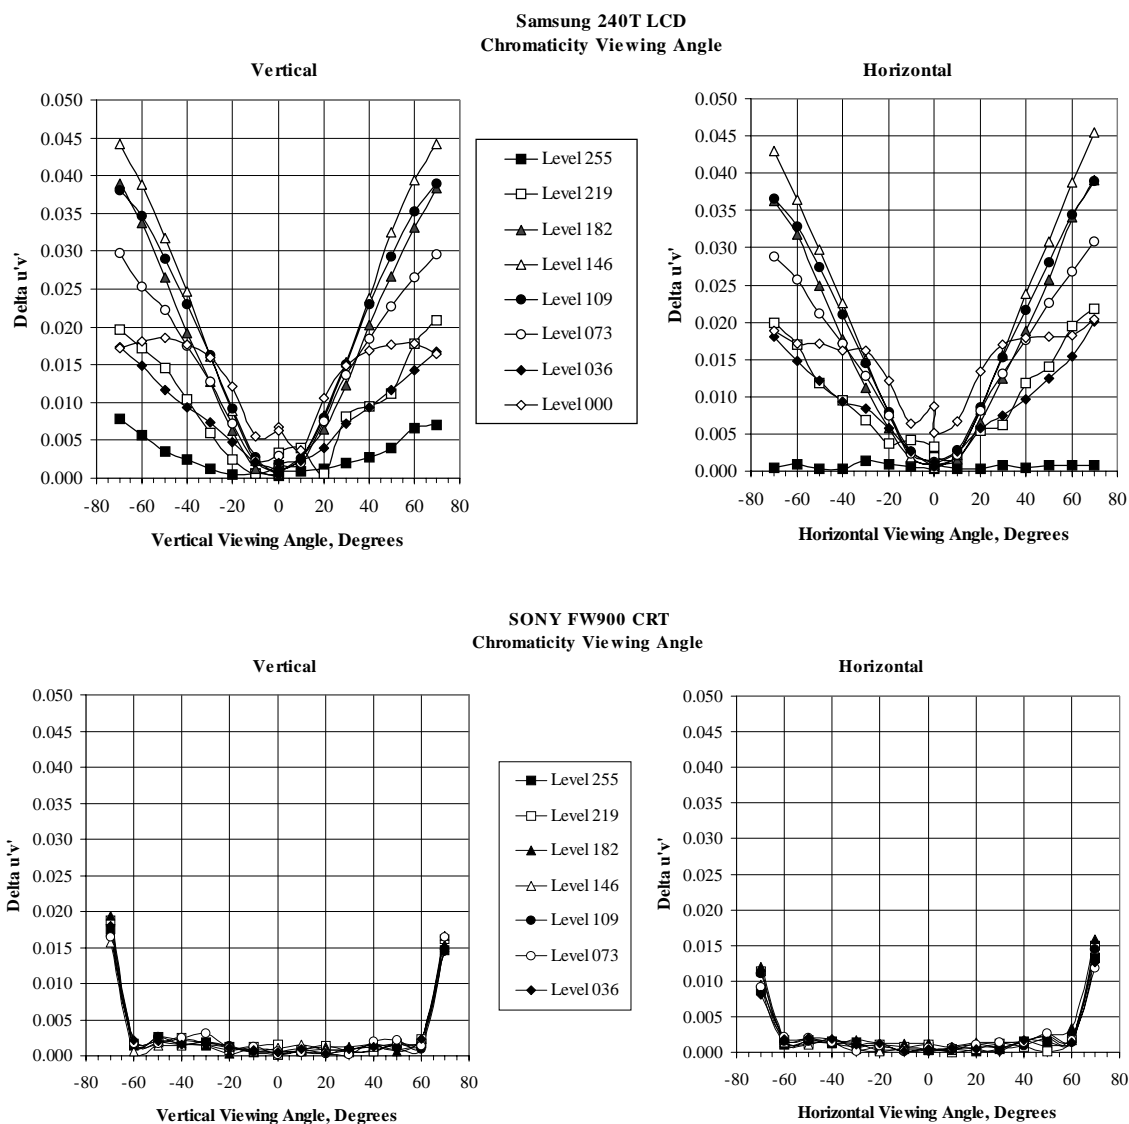 Samsung 240T LCD
Chromaticity Viewing Angle
Vertical
0.050
0.045
0.040
0.035
0.030
0.025
0.020
0.015
0.010
0.005
0.000
-80 -60 -40 -20 0 20 40 60 80
Delta u'v'
Vertical Viewing Angle, Degrees
Level 255
Level 219
Level 182
Level 146
Level 109
Level 073
Level 036
Level 000
Horizontal
0.050
0.045
0.040
0.035
0.030
0.025
0.020
0.015
0.010
0.005
0.000
-80 -60 -40 -20 0 20 40 60 80
Delta u'v'
Horizontal Viewing Angle, Degrees
SONY FW900 CRT
Chromaticity Viewing Angle
Vertical
0.050
0.045
0.040
0.035
0.030
0.025
0.020
0.015
0.010
0.005
0.000
-80 -60 -40 -20 0 20 40 60 80
Delta u'v'
Vertical Viewing Angle, Degrees
Level 255
Level 219
Level 182
Level 146
Level 109
Level 073
Level 036
Horizontal
0.050
0.045
0.040
0.035
0.030
0.025
0.020
0.015
0.010
0.005
0.000
-80 -60 -40 -20 0 20 40 60 80
Delta u'v'
Horizontal Viewing Angle, Degrees